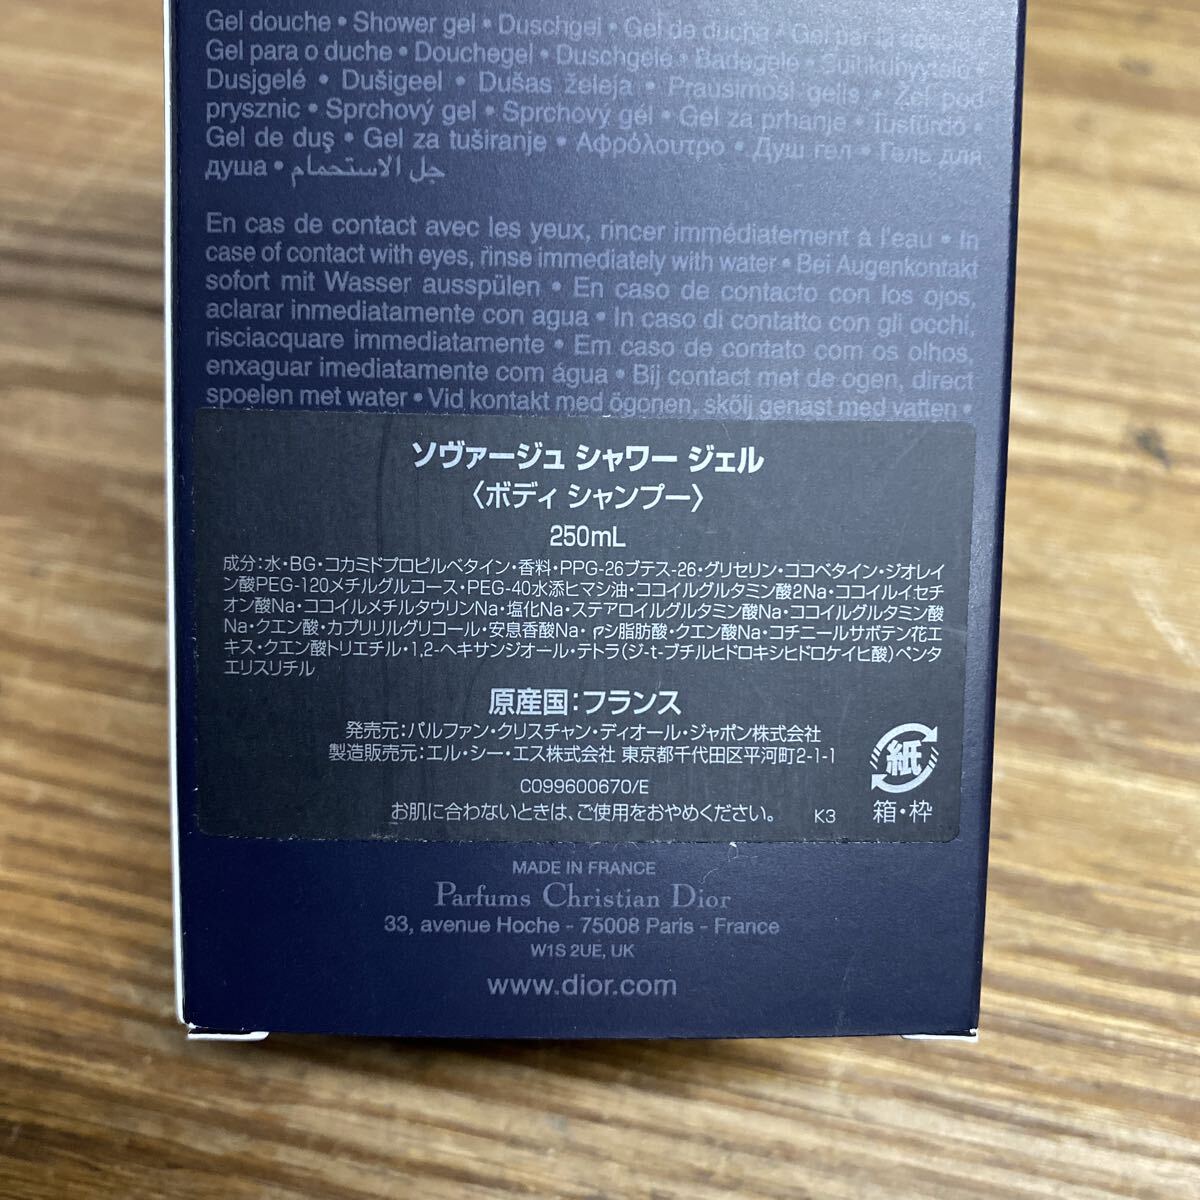 Gel douche • Shower gel • Duschgel • Gel de ducha • Gel per la doccia
Gel para o duche • Douchegel • Duschgele • Badegele • Suihkuhyytelö •
Dusjgelé • Dušigeel • Dušas želeja • Prausimosi gelis • Żel pod
prysznic • Sprchový gel • Sprchový gel • Gel za prhanje • Tusfürdő •
Gel de duş • Gel za tuširanje • Αφρόλουτρο • Душ гел • Гель для
душа • جل الاستحمام
En cas de contact avec les yeux, rincer immédiatement à l'eau • In
case of contact with eyes, rinse immediately with water • Bei Augenkontakt
sofort mit Wasser ausspülen • En caso de contacto con los ojos,
aclarar inmediatamente con agua • In caso di contatto con gli occhi,
risciacquare immediatamente • Em caso de contato com os olhos,
enxaguar imediatamente com água • Bij contact met de ogen, direct
spoelen met water • Vid kontakt med ögonen, skölj genast med vatten •
ソヴァージュ シャワー ジェル
〈ボディ シャンプー〉
250mL
成分:水・BG・コカミドプロピルベタイン・香料・PPG-26ブテス-26・グリセリン・ココベタイン・ジオレイ
ン酸PEG-120メチルグルコース・PEG-40水添ヒマシ油・ココイルグルタミン酸2Na・ココイルイセチ
オン酸Na・ココイルメチルタウリンNa・塩化Na・ステアロイルグルタミン酸Na・ココイルグルタミン酸
Na・クエン酸・カプリリルグリコール・安息香酸Na・ヤシ脂肪酸・クエン酸Na・コチニールサボテン花エ
キス・クエン酸トリエチル・1,2-ヘキサンジオール・テトラ(ジ-t-ブチルヒドロキシヒドロケイヒ酸)ペンタ
エリスリチル
原産国:フランス
発売元:パルファン・クリスチャン・ディオール・ジャポン株式会社
製造販売元:エル・シー・エス株式会社 東京都千代田区平河町2-1-1
C099600670/E
お肌に合わないときは、ご使用をおやめください。 K3
紙
箱・枠
MADE IN FRANCE
Parfums Christian Dior
33, avenue Hoche - 75008 Paris - France
W1S 2UE, UK
www.dior.com